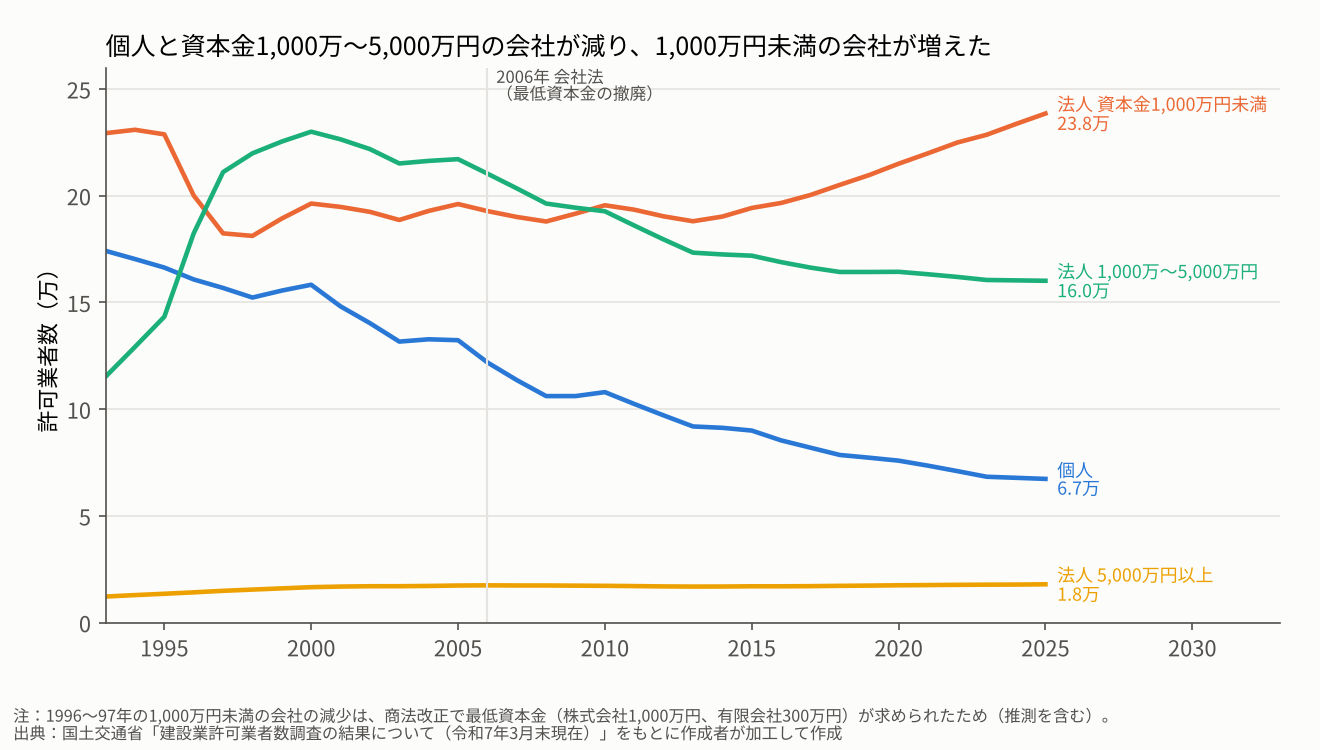 個人と資本金1,000万～5,000万円の会社が減り、1,000万円未満の会社が増えた
2006年 会社法
（最低資本金の撤廃）
許可業者数（万）
25
20
15
10
5
0
法人 資本金1,000万円未満
23.8万
法人 1,000万～5,000万円
16.0万
個人
6.7万
法人 5,000万円以上
1.8万
1995 2000 2005 2010 2015 2020 2025 2030
注：1996～97年の1,000万円未満の会社の減少は、商法改正で最低資本金（株式会社1,000万円、有限会社300万円）が求められたため（推測を含む）。
出典：国土交通省「建設業許可業者数調査の結果について（令和7年3月末現在）」をもとに作成者が加工して作成